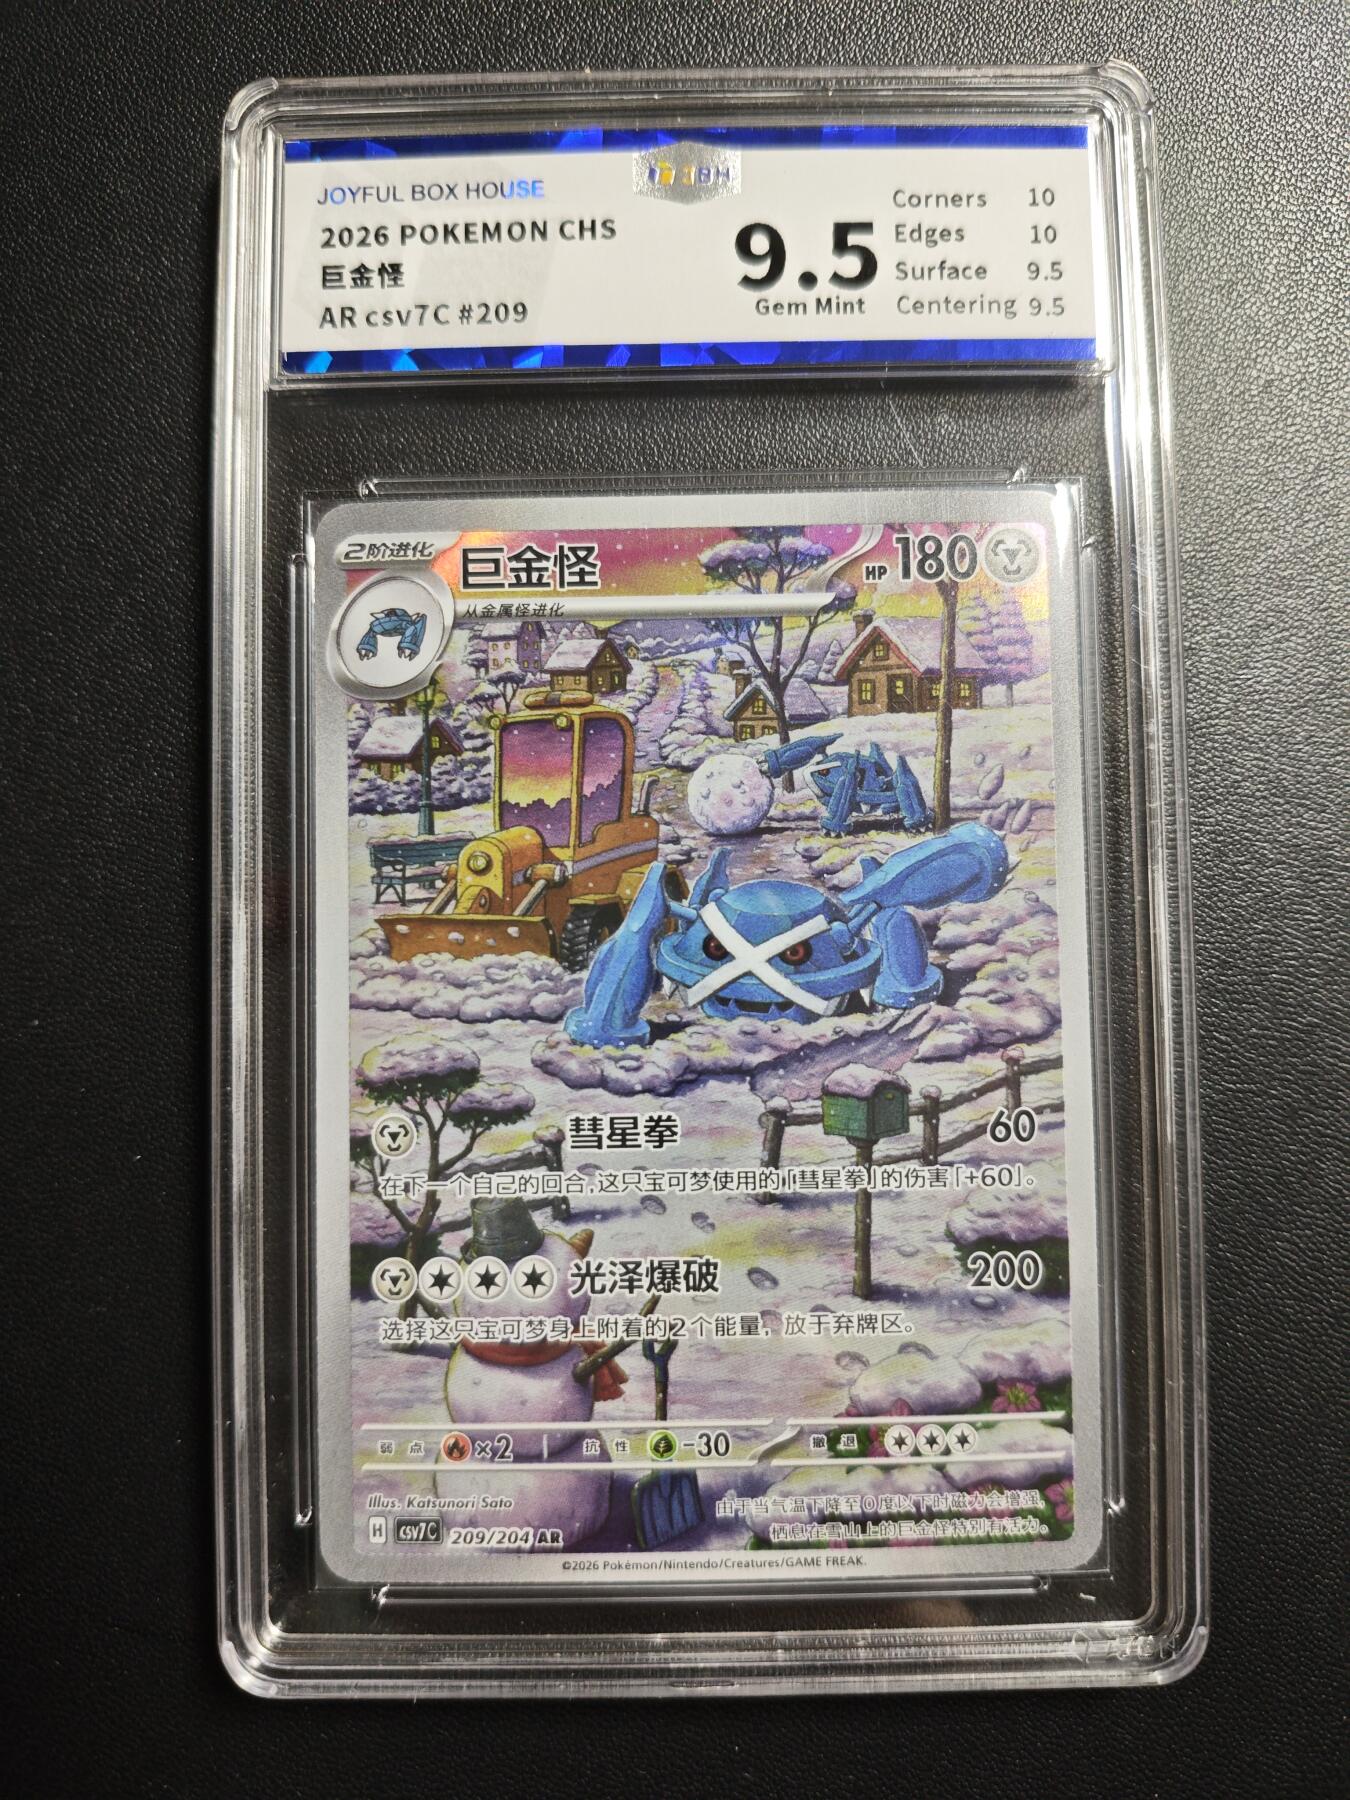 JOYFUL BOX HOUSE
2026 POKEMON CHS
巨金怪
AR csv7C #209
JBH
9.5
Gem Mint
Corners 10
Edges 10
Surface 9.5
Centering 9.5
2阶进化
巨金怪
HP 180
从金属怪进化
彗星拳 60
在下一个自己的回合,这只宝可梦使用的「彗星拳」的伤害「+60」。
光泽爆破 200
选择这只宝可梦身上附着的2个能量，放于弃牌区。
弱点 ×2 抗性 -30 撤退
Illus. Katsunori Sato
H csv7C 209/204 AR
由于当气温下降至0度以下时磁力会增强，
栖息在雪山上的巨金怪特别有活力。
©2026 Pokémon/Nintendo/Creatures/GAME FREAK.